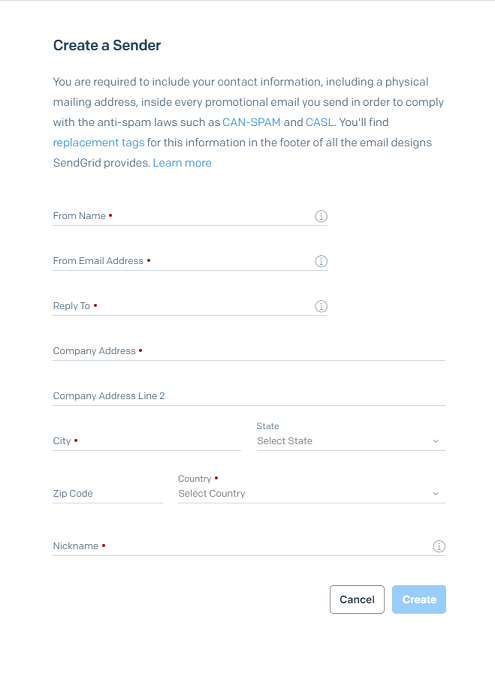 Create a Sender
You are required to include your contact information, including a physical
mailing address, inside every promotional email you send in order to comply
with the anti-spam laws such as CAN-SPAM and CASL. You'll find
replacement tags for this information in the footer of all the email designs
SendGrid provides. Learn more
From Name •
From Email Address •
Reply To •
Company Address •
Company Address Line 2
State
City • Select State
Country •
Zip Code Select Country
Nickname •
Cancel Create